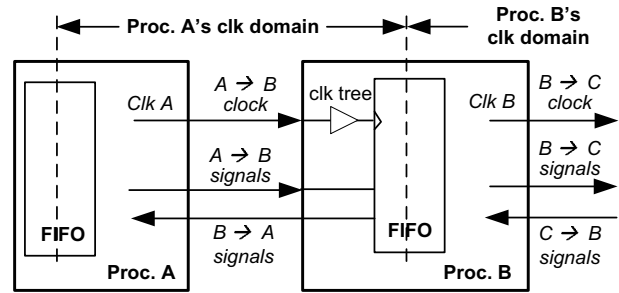 Proc. A's clk domain
Proc. B's
clk domain
Clk A
A → B
clock
clk tree
Clk B
B → C
clock
A → B
signals
B → C
signals
FIFO
B → A
signals
FIFO
C → B
signals
Proc. A
Proc. B